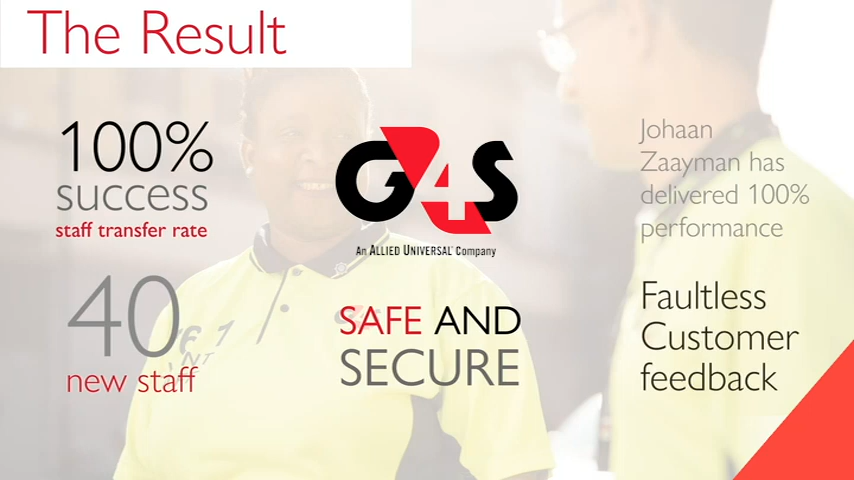 The Result
100%
success
staff transfer rate
40
new staff
G4S
An ALLIED UNIVERSAL Company
SAFE AND
SECURE
Johaan
Zaayman has
delivered 100%
performance
Faultless
Customer
feedback